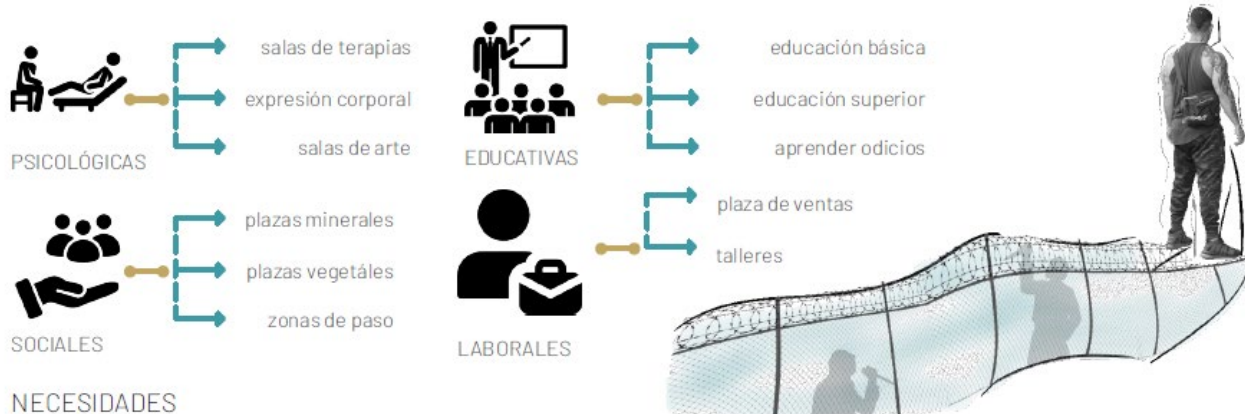 salas de terapias
expresión corporal
salas de arte
PSICOLÓGICAS
educación básica
educación superior
aprender odicios
EDUCATIVAS
plazas minerales
plazas vegetáles
zonas de paso
SOCIALES
plaza de ventas
talleres
LABORALES
NECESIDADES